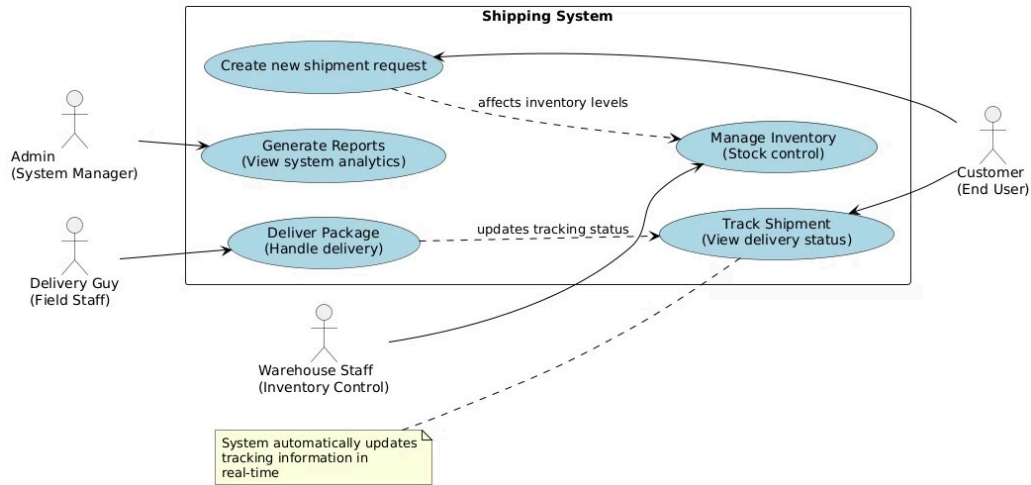 Shipping System
Create new shipment request
affects inventory levels
Admin
(System Manager)
Generate Reports
(View system analytics)
Manage Inventory
(Stock control)
Customer
(End User)
Deliver Package
(Handle delivery)
updates tracking status
Track Shipment
(View delivery status)
Delivery Guy
(Field Staff)
Warehouse Staff
(Inventory Control)
System automatically updates
tracking information in
real-time